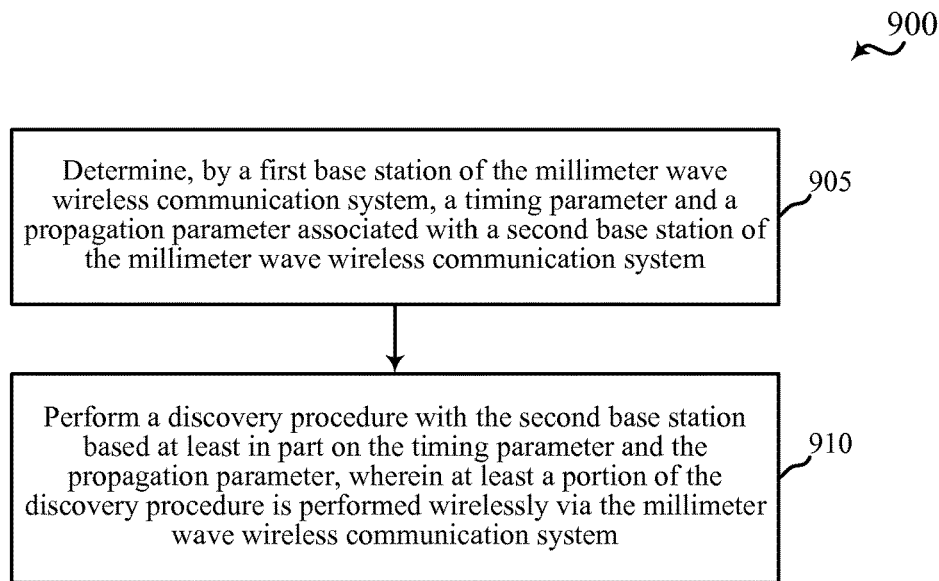 900
Determine, by a first base station of the millimeter wave
wireless communication system, a timing parameter and a
propagation parameter associated with a second base station of
the millimeter wave wireless communication system
905
Perform a discovery procedure with the second base station
based at least in part on the timing parameter and the
propagation parameter, wherein at least a portion of the
discovery procedure is performed wirelessly via the millimeter
wave wireless communication system
910